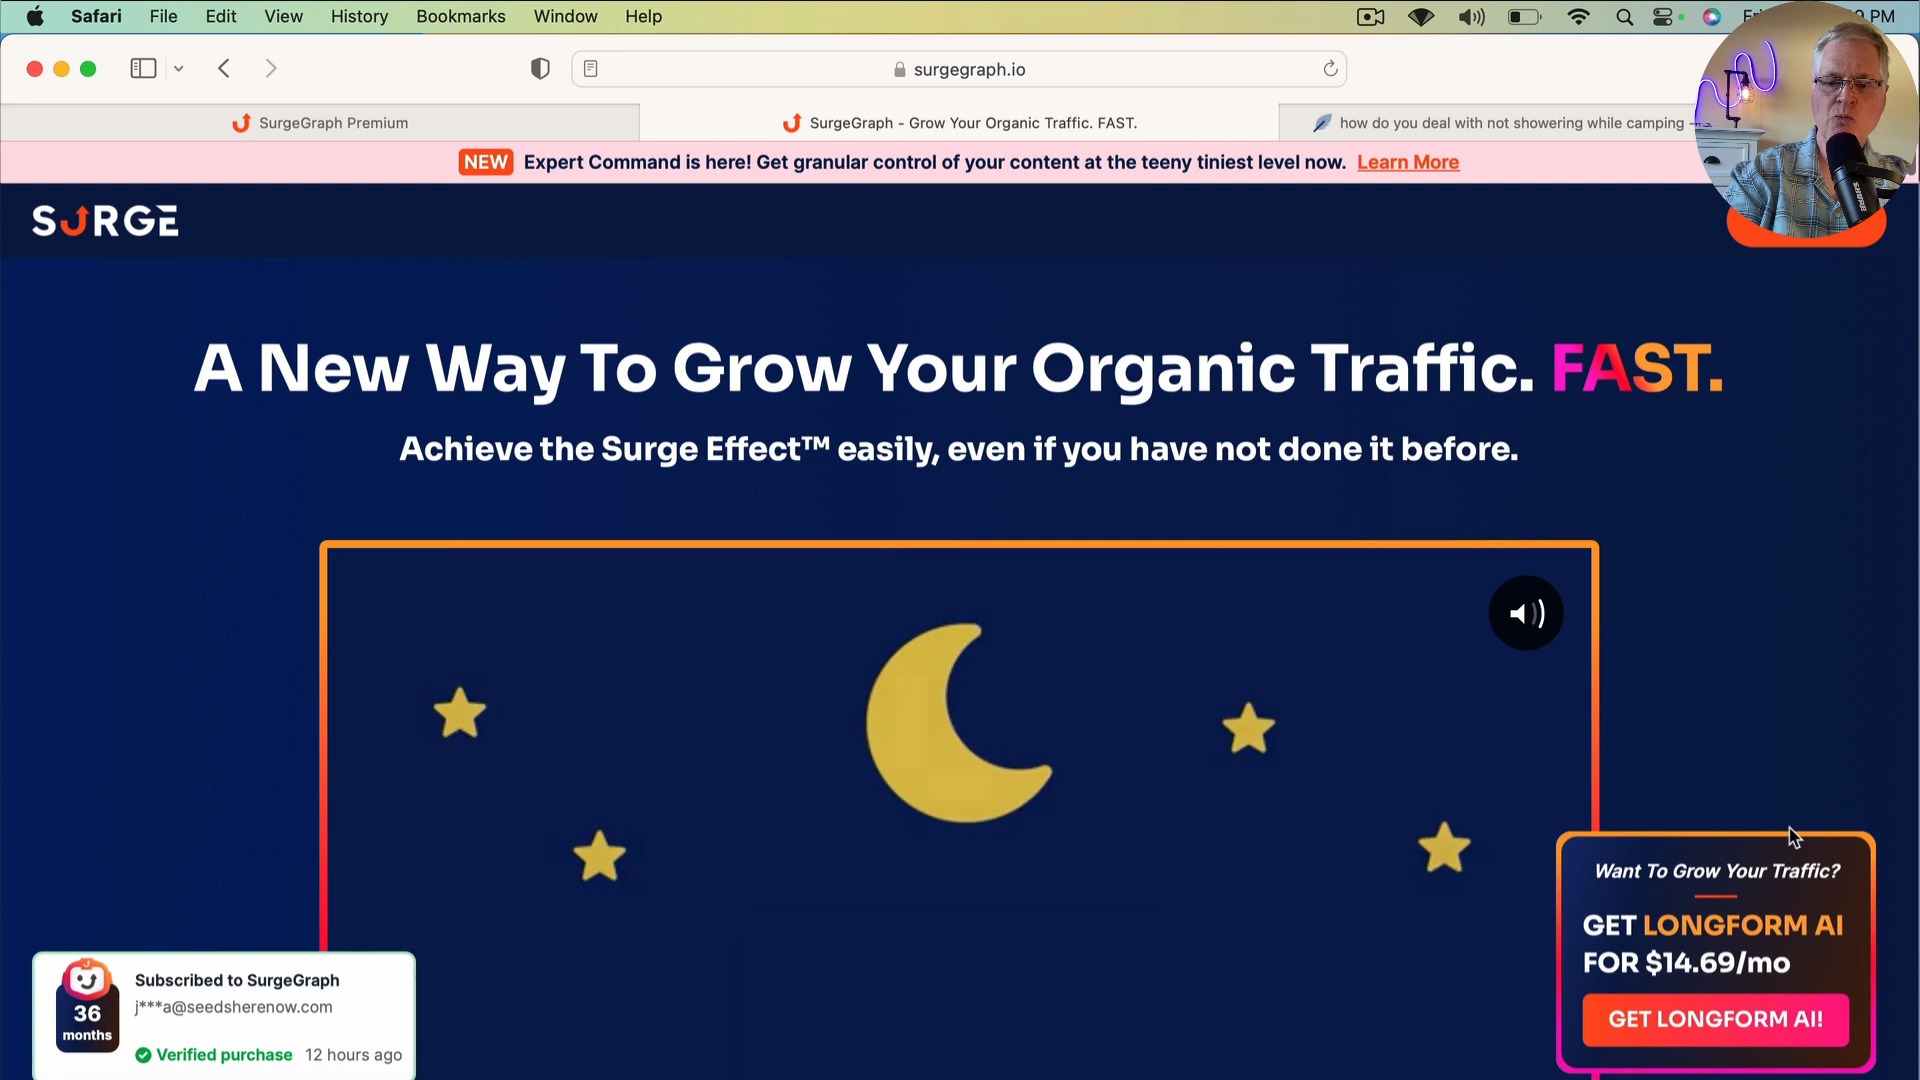 Safari File Edit View History Bookmarks Window Help
PM
surgegraph.io
SurgeGraph Premium
SurgeGraph - Grow Your Organic Traffic. FAST.
how do you deal with not showering while camping
NEW Expert Command is here! Get granular control of your content at the teeny tiniest level now. Learn More
SURGE
A New Way To Grow Your Organic Traffic. FAST.
Achieve the Surge Effect™ easily, even if you have not done it before.
Want To Grow Your Traffic?
GET LONGFORM AI
FOR $14.69/mo
GET LONGFORM AI!
36
months
Subscribed to SurgeGraph
j***a@seedsherenow.com
Verified purchase 12 hours ago